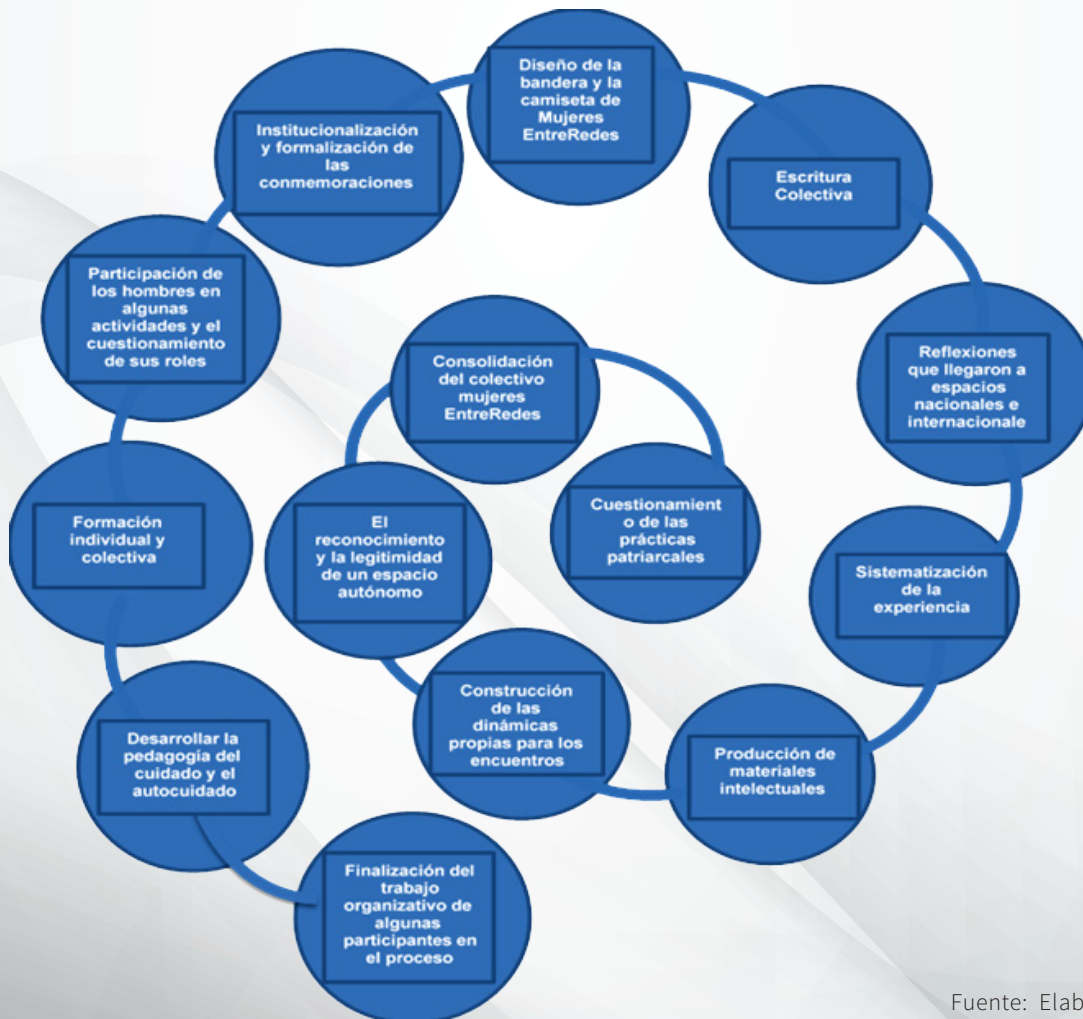 Diseño de la
bandera y la
camiseta de
Mujeres
EntreRedes
Institucionalización
y formalización de
las
conmemoraciones
Escritura
Colectiva
Participación de
los hombres en
algunas
actividades y el
cuestionamiento
de sus roles
Reflexiones
que llegaron a
espacios
nacionales e
internacionale
Consolidación
del colectivo
mujeres
EntreRedes
Formación
individual y
colectiva
El
reconocimiento
y la legitimidad
de un espacio
autónomo
Cuestionamient
o de las
prácticas
patriarcales
Sistematización
de la
experiencia
Construcción
de las
dinámicas
propias para los
encuentros
Desarrollar la
pedagogía del
cuidado y el
autocuidado
Producción de
materiales
intelectuales
Finalización del
trabajo
organizativo de
algunas
participantes en
el proceso
Fuente: Elab